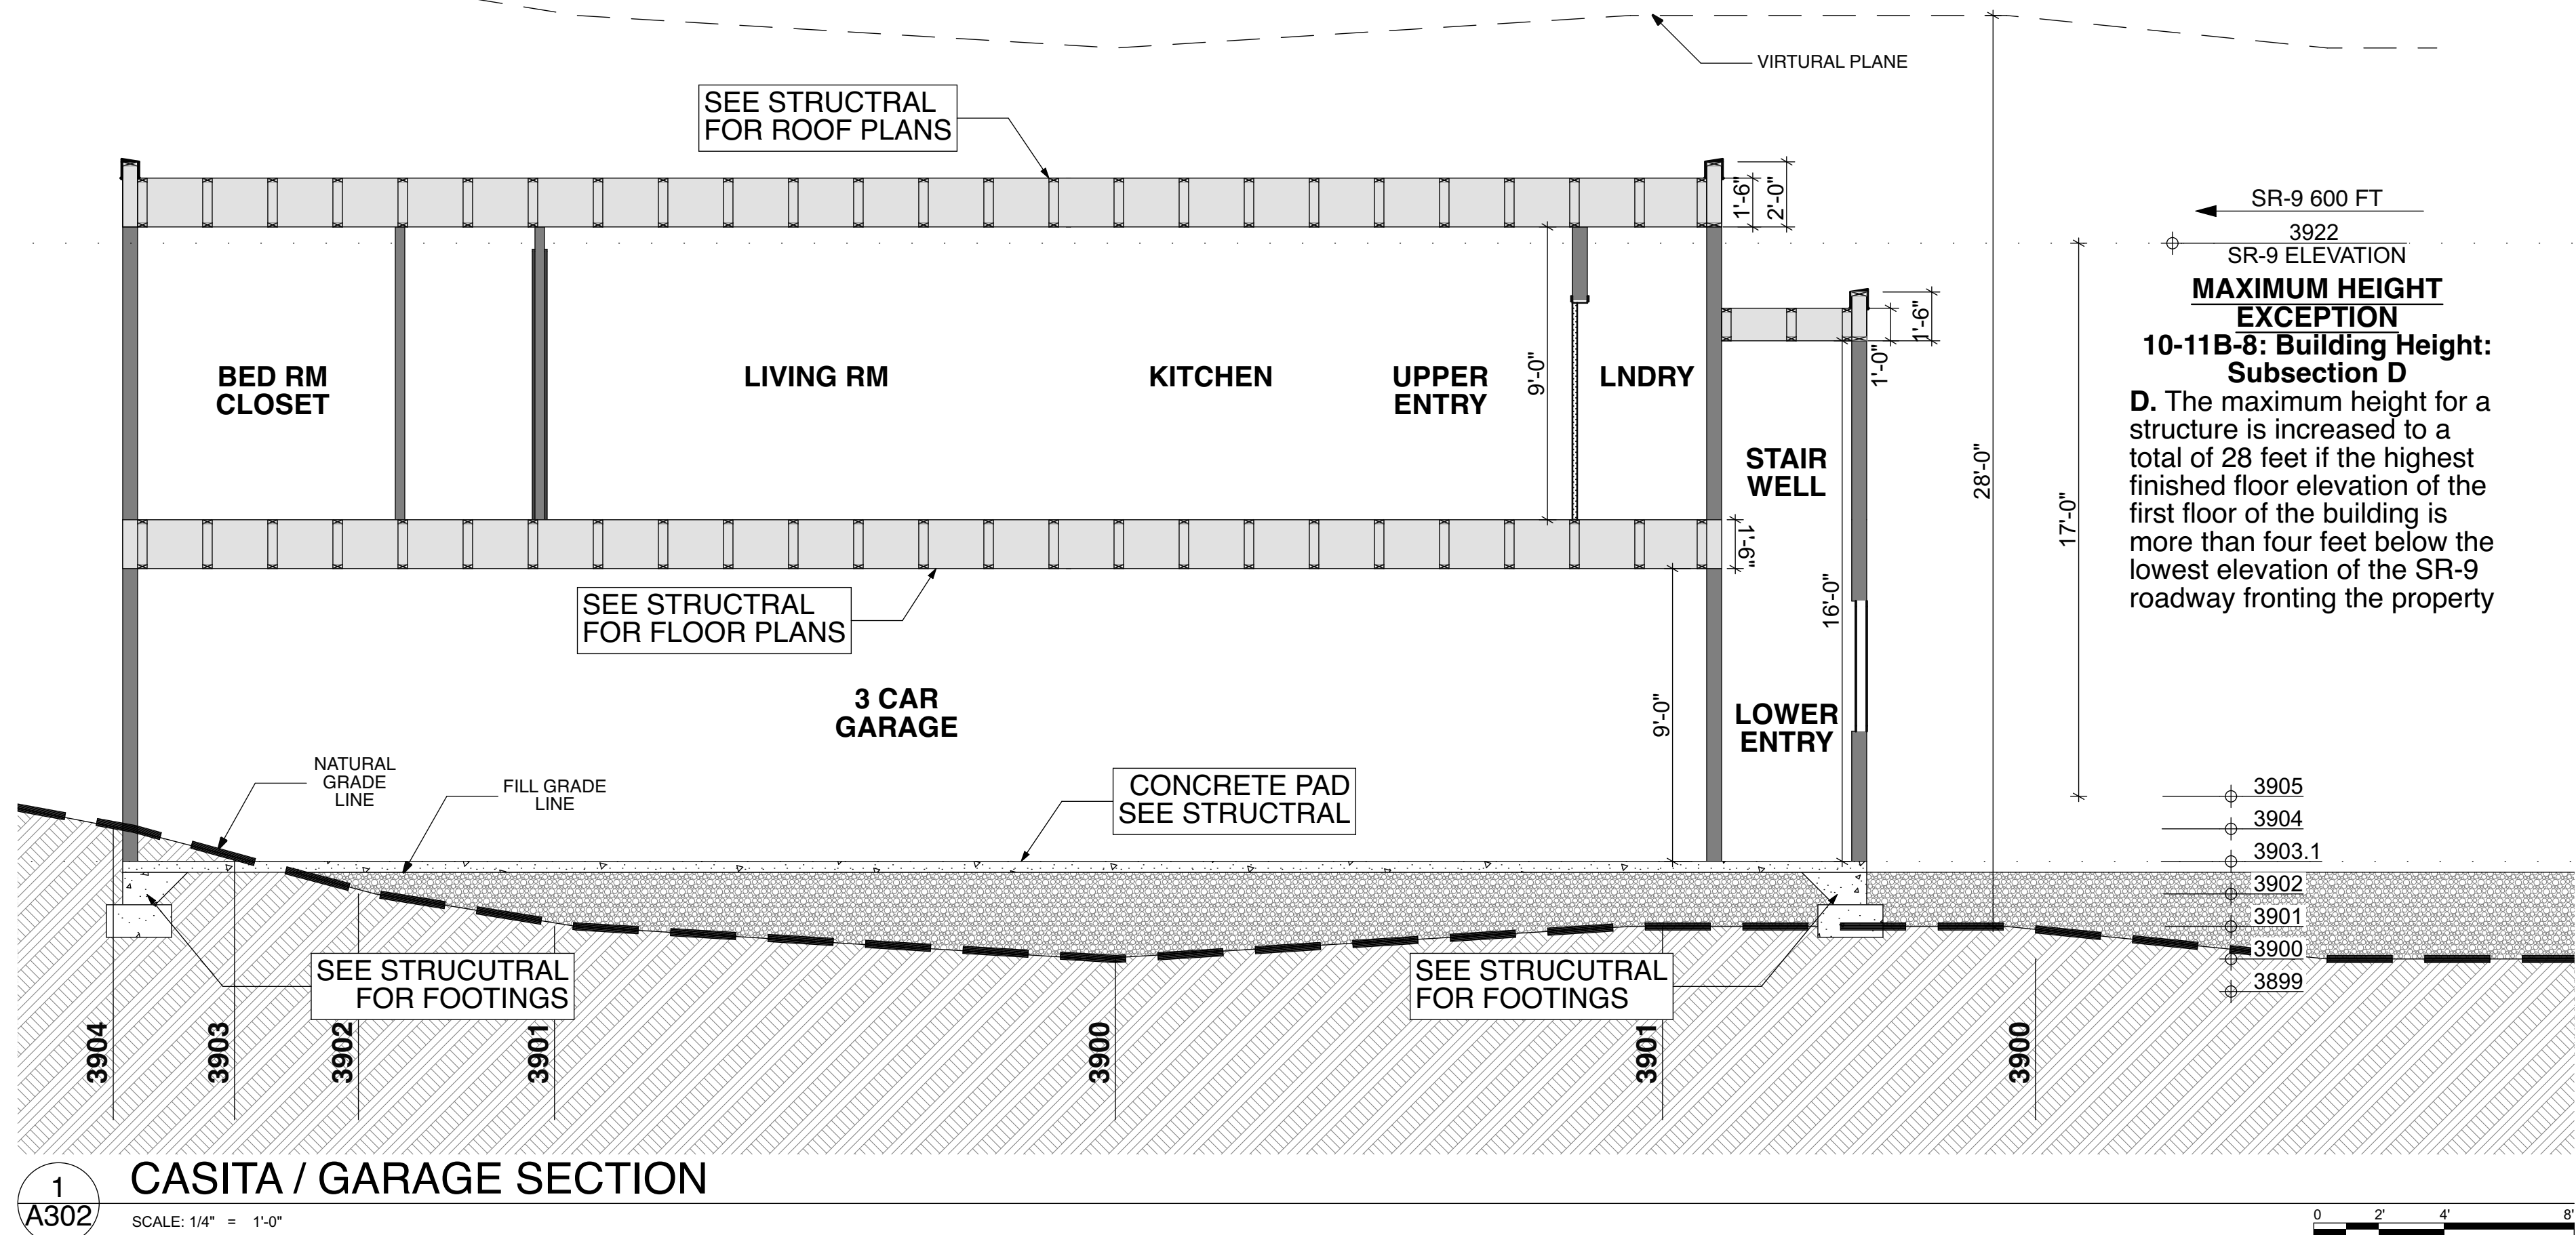 VIRTURAL PLANE
SEE STRUCTRAL
FOR ROOF PLANS
1'-6"
2'-0"
SR-9 600 FT
3922
SR-9 ELEVATION
MAXIMUM HEIGHT
EXCEPTION
10-11B-8: Building Height:
Subsection D
D. The maximum height for a
structure is increased to a
total of 28 feet if the highest
finished floor elevation of the
first floor of the building is
more than four feet below the
lowest elevation of the SR-9
roadway fronting the property
BED RM
CLOSET
LIVING RM
KITCHEN
UPPER
ENTRY
9'-0"
LNDRY
1'-0"
1'-6"
STAIR
WELL
28'-0"
17'-0"
1'-6"
16'-0"
SEE STRUCTRAL
FOR FLOOR PLANS
3 CAR
GARAGE
9'-0"
LOWER
ENTRY
NATURAL
GRADE
LINE
FILL GRADE
LINE
CONCRETE PAD
SEE STRUCTRAL
3905
3904
3903.1
3902
3901
3900
3899
SEE STRUCUTRAL
FOR FOOTINGS
SEE STRUCUTRAL
FOR FOOTINGS
3904
3903
3902
3901
3900
3901
3900
1
A302
CASITA / GARAGE SECTION
SCALE: 1/4" = 1'-0"
0 2' 4' 8'